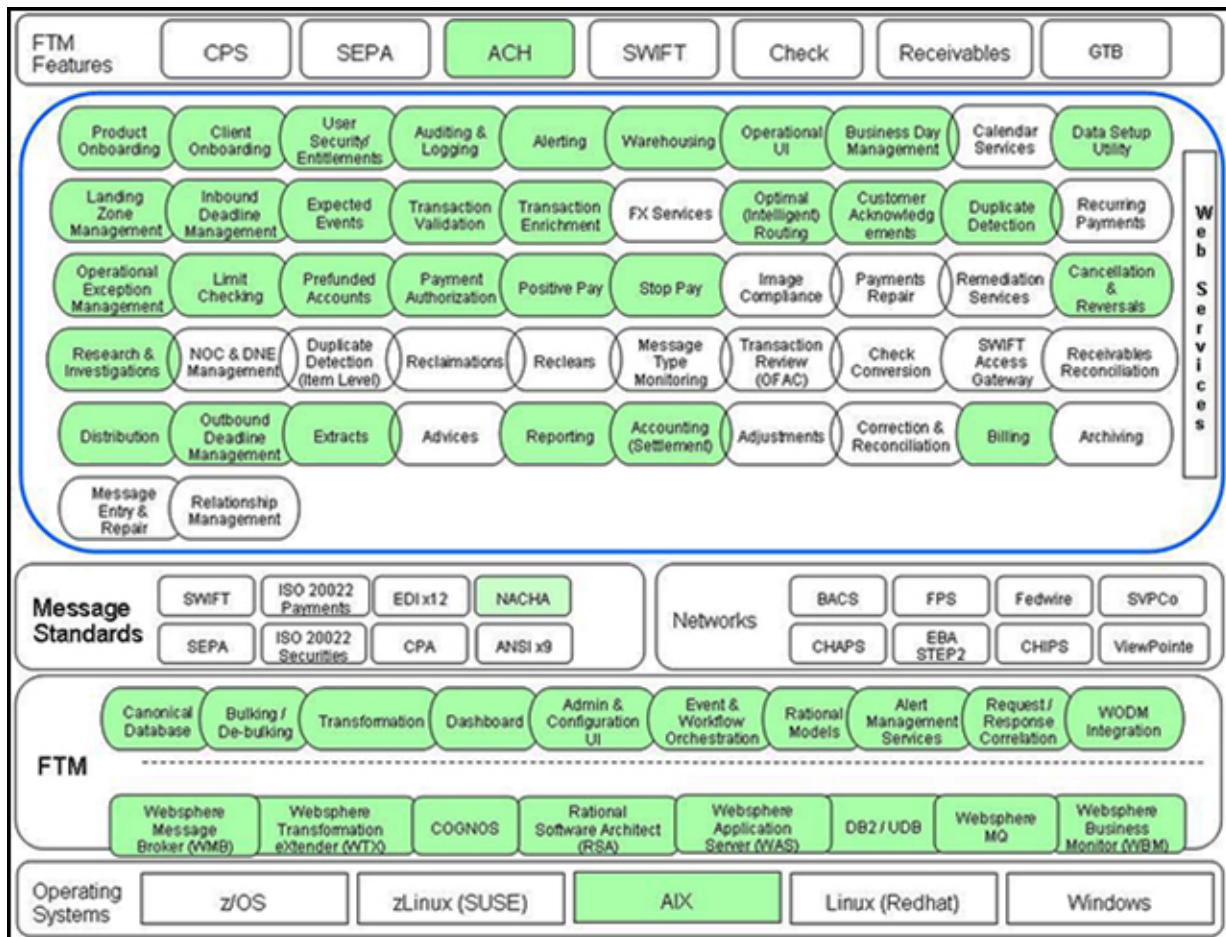 FTM
Features
CPS
SEPA
ACH
SWIFT
Check
Receivables
GTB
Product
Onboarding
Client
Onboarding
User
Security/
Entitlements
Auditing &
Logging
Alerting
Warehousing
Operational
UI
Business Day
Management
Calendar
Services
Data Setup
Utility
Landing
Zone
Management
Inbound
Deadline
Management
Expected
Events
Transaction
Validation
Transaction
Enrichment
FX Services
Optimal
(Intelligent)
Routing
Customer
Acknowledg
ements
Duplicate
Detection
Recurring
Payments
Operational
Exception
Management
Limit
Checking
Prefunded
Accounts
Payment
Authorization
Positive Pay
Stop Pay
Image
Compliance
Payments
Repair
Remediation
Services
Cancellation
&
Reversals
Research &
Investigations
NOC & DNE
Management
Duplicate
Detection
(Item Level)
Reclaimations
Reclears
Message
Type
Monitoring
Transaction
Review
(OFAC)
Check
Conversion
SWIFT
Access
Gateway
Receivables
Reconciliation
Distribution
Outbound
Deadline
Management
Extracts
Advices
Reporting
Accounting
(Settlement)
Adjustments
Correction &
Reconciliation
Billing
Archiving
Message
Entry &
Repair
Relationship
Management
Web Services
Message
Standards
SWIFT
ISO 20022
Payments
EDI x12
NACHA
SEPA
ISO 20022
Securities
CPA
ANSI x9
Networks
BACS
FPS
Fedwire
SVPCo
CHAPS
EBA
STEP2
CHIPS
ViewPointe
FTM
Canonical
Database
Bulking /
De-bulking
Transformation
Dashboard
Admin &
Configuration
UI
Event &
Workflow
Orchestration
Rational
Models
Alert
Management
Services
Request /
Response
Correlation
WODM
Integration
Websphere
Message
Broker (WMB)
Websphere
Transformation
eXtender (WTX)
COGNOS
Rational
Software Architect
(RSA)
Websphere
Application
Server (WAS)
DB2 / UDB
Websphere
MQ
Websphere
Business
Monitor (WBM)
Operating
Systems
z/OS
zLinux (SUSE)
AIX
Linux (Redhat)
Windows